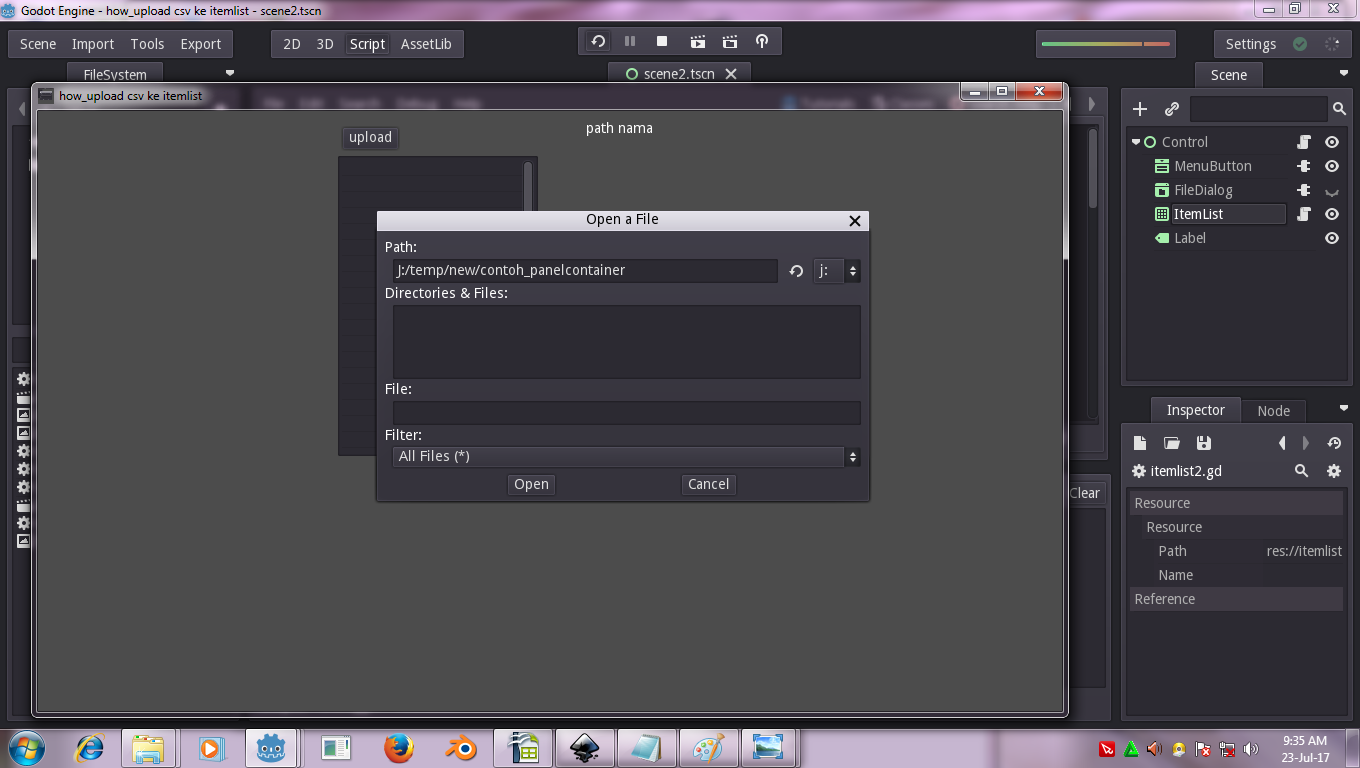 Godot Engine - how_upload csv ke itemlist - scene2.tscn
Scene Import Tools Export 2D 3D Script AssetLib Settings
FileSystem scene2.tscn Scene
how_upload csv ke itemlist
upload
path nama
Open a File
Path:
J:/temp/new/contoh_panelcontainer j:
Directories & Files:
File:
Filter:
All Files (*)
Open Cancel
Clear
Control
MenuButton
FileDialog
ItemList
Label
Inspector Node
itemlist2.gd
Resource
Resource
Path res://itemlist
Name
Reference
9:35 AM
23-Jul-17